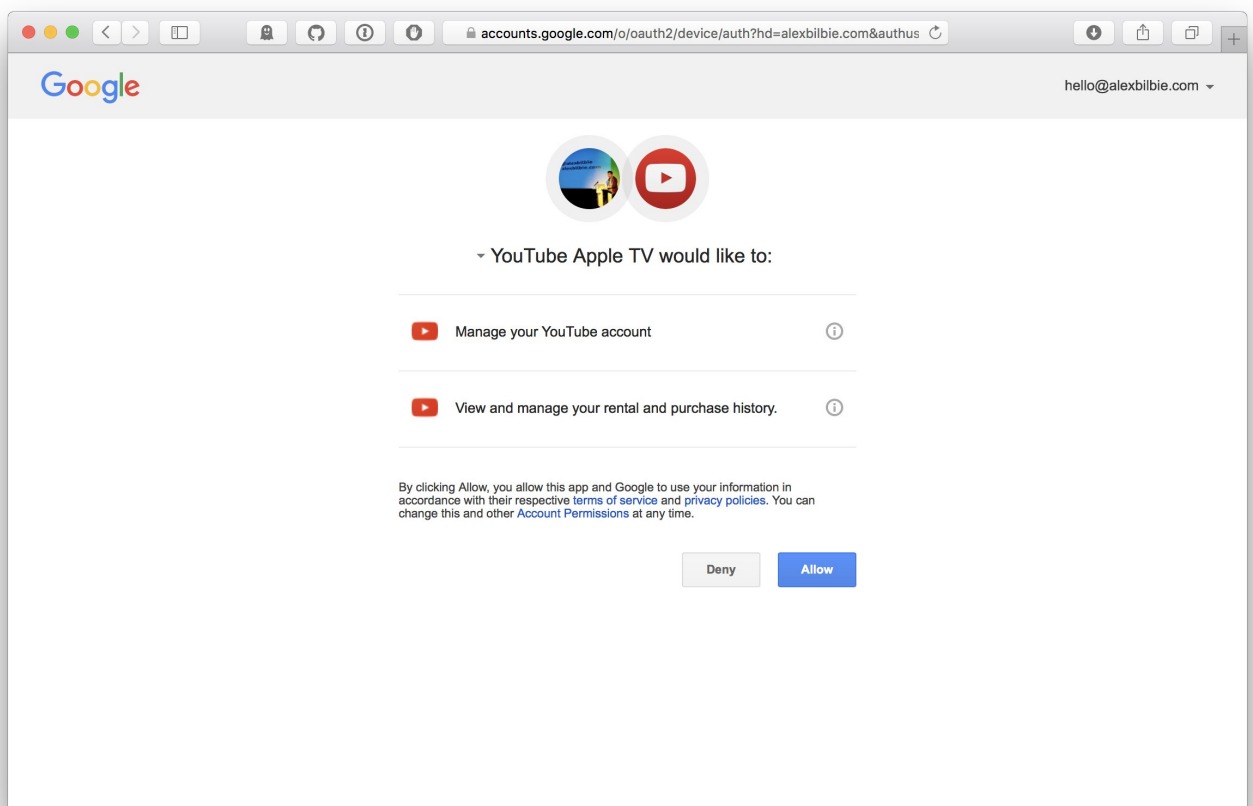 accounts.google.com/o/oauth2/device/auth?hd=alexbilbie.com&authus
Google
hello@alexbilbie.com
YouTube Apple TV would like to:
Manage your YouTube account
View and manage your rental and purchase history.
By clicking Allow, you allow this app and Google to use your information in
accordance with their respective terms of service and privacy policies. You can
change this and other Account Permissions at any time.
Deny
Allow